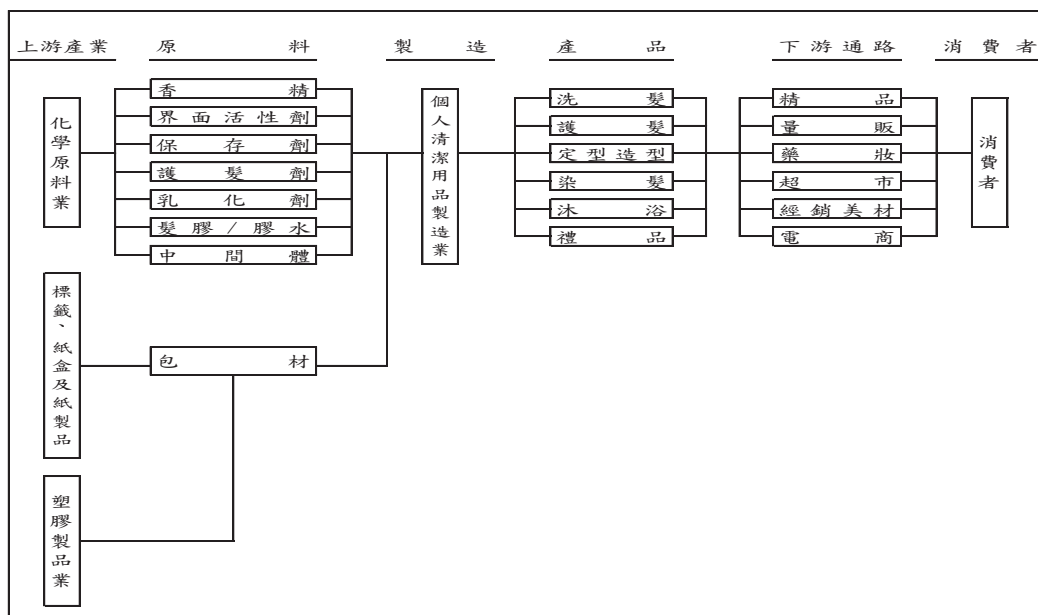 上游產業
原料
製造
產品
下游通路
消費者
化學原料業
香精
界面活性劑
保存劑
護髮劑
乳化劑
髮膠/膠水
中間體
標籤、紙盒及紙製品
包材
塑膠製品業
個人清潔用品製造業
洗髮
護髮
定型造型
染髮
沐浴
禮品
精品
量販
藥妝
超市
經銷美材
電商
消費者